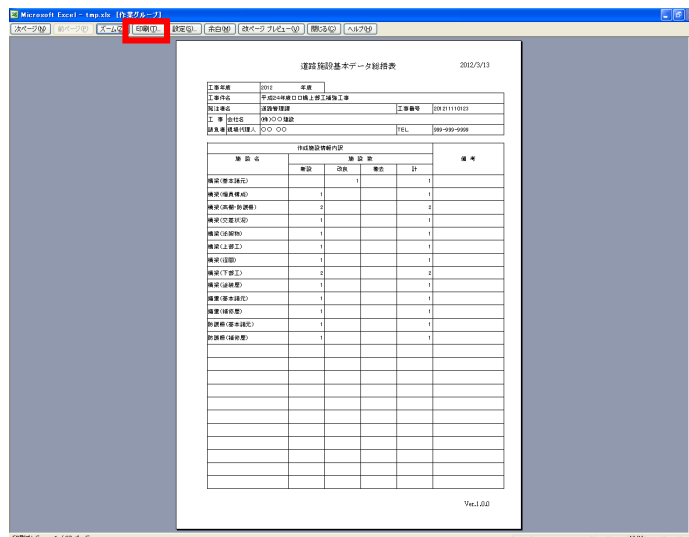 Microsoft Excel - tmp.xls [作業グループ]
次ページ(N) 前ページ(P) ズーム(Z) 印刷(T)... 設定(S)... 余白(M) 改ページ プレビュー(V) 閉じる(C) ヘルプ(H)
道路施設基本データ総括表 2012/3/13
工事年度 2012 年度
工事件名 平成24年度〇〇橋上部工補強工事
発注者名 道路管理課 工事番号 201211110123
工 事 会社名 (株)〇〇建設
請負者 現場代理人 〇〇 〇〇 TEL. 999-999-9999
作成施設情報内訳
施 設 名 施 設 数 備 考
新設 改良 撤去 計
橋梁(基本諸元) 1 1
橋梁(幅員構成) 1 1
橋梁(高欄・防護柵) 2 2
橋梁(交差状況) 1 1
橋梁(添架物) 1 1
橋梁(上部工) 1 1
橋梁(径間) 1 1
橋梁(下部工) 2 2
橋梁(塗装歴) 1 1
擁壁(基本諸元) 1 1
擁壁(補修歴) 1 1
防護柵(基本諸元) 1 1
防護柵(補修歴) 1 1
Ver.1.0.0